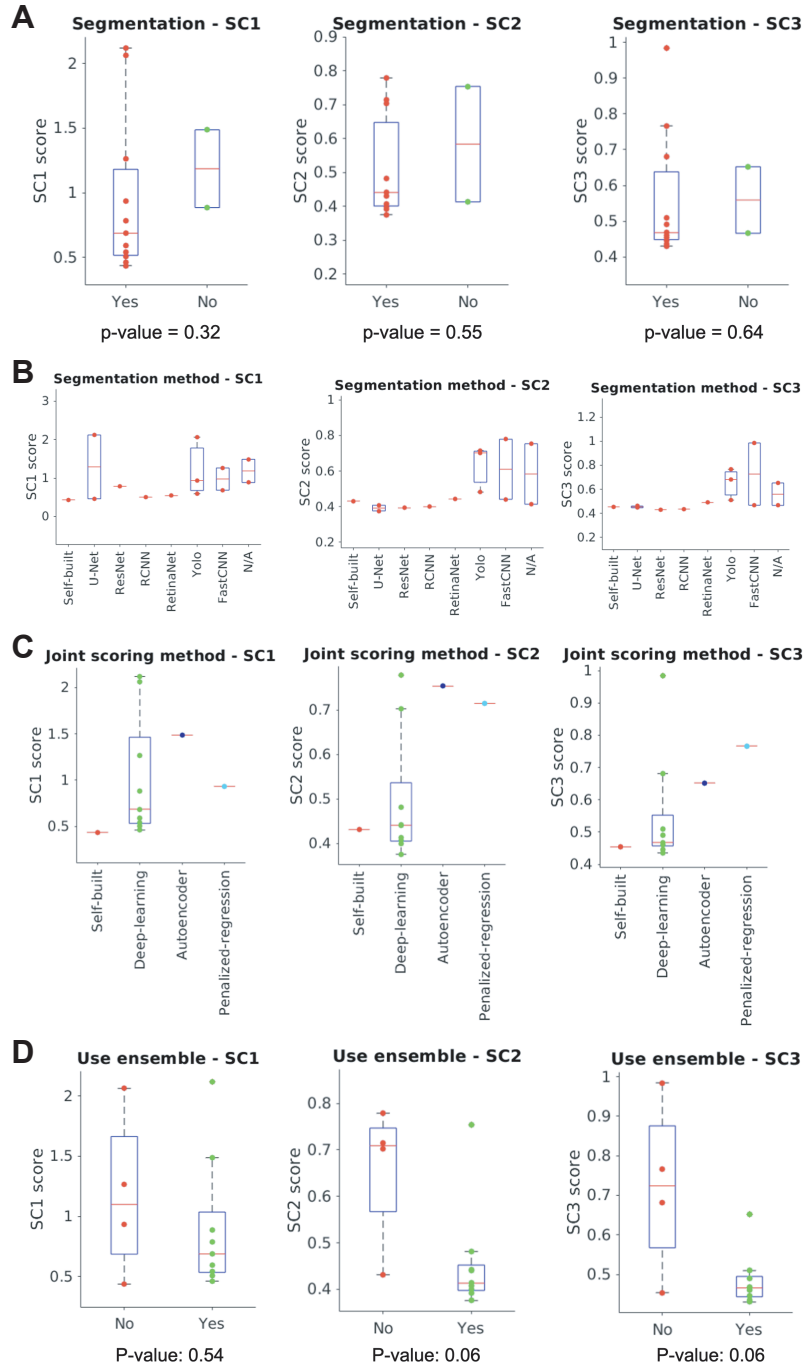 A
Segmentation - SC1
Segmentation - SC2
Segmentation - SC3
SC1 score
2
1.5
1
0.5
Yes
No
SC2 score
0.9
0.8
0.7
0.6
0.5
0.4
0.3
0.2
Yes
No
SC3 score
1
0.9
0.8
0.7
0.6
0.5
0.4
Yes
No
p-value = 0.32
p-value = 0.55
p-value = 0.64
B
Segmentation method - SC1
Segmentation method - SC2
Segmentation method - SC3
SC1 score
3
2
1
0
Self-built
U-Net
ResNet
RCNN
RetinaNet
Yolo
FastCNN
N/A
SC2 score
1
0.8
0.6
0.4
0.2
Self-built
U-Net
ResNet
RCNN
RetinaNet
Yolo
FastCNN
N/A
SC3 score
1.2
1
0.8
0.6
0.4
0.2
Self-built
U-Net
ResNet
RCNN
RetinaNet
Yolo
FastCNN
N/A
C
Joint scoring method - SC1
Joint scoring method - SC2
Joint scoring method - SC3
SC1 score
2
1.5
1
0.5
Self-built
Deep-learning
Autoencoder
Penalized-regression
SC2 score
0.7
0.6
0.5
0.4
Self-built
Deep-learning
Autoencoder
Penalized-regression
SC3 score
1
0.9
0.8
0.7
0.6
0.5
0.4
Self-built
Deep-learning
Autoencoder
Penalized-regression
D
Use ensemble - SC1
Use ensemble - SC2
Use ensemble - SC3
SC1 score
2
1.5
1
0.5
No
Yes
SC2 score
0.8
0.7
0.6
0.5
0.4
No
Yes
SC3 score
1
0.9
0.8
0.7
0.6
0.5
No
Yes
P-value: 0.54
P-value: 0.06
P-value: 0.06